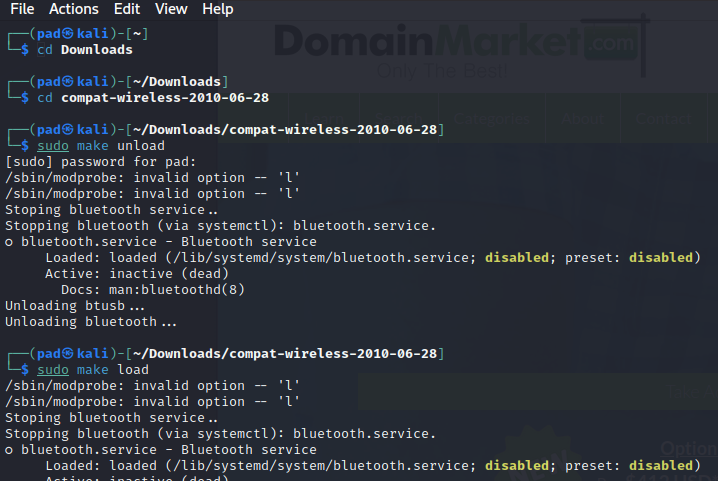 File Actions Edit View Help
DomainMarket.com
Only The Best!
┌──(pad㉿kali)-[~]
└─$ cd Downloads
┌──(pad㉿kali)-[~/Downloads]
└─$ cd compat-wireless-2010-06-28
┌──(pad㉿kali)-[~/Downloads/compat-wireless-2010-06-28]
└─$ sudo make unload
[sudo] password for pad:
/sbin/modprobe: invalid option -- 'l'
/sbin/modprobe: invalid option -- 'l'
Stoping bluetooth service..
Stopping bluetooth (via systemctl): bluetooth.service.
○ bluetooth.service - Bluetooth service
Loaded: loaded (/lib/systemd/system/bluetooth.service; disabled; preset: disabled)
Active: inactive (dead)
Docs: man:bluetoothd(8)
Unloading btusb...
Unloading bluetooth...
┌──(pad㉿kali)-[~/Downloads/compat-wireless-2010-06-28]
└─$ sudo make load
/sbin/modprobe: invalid option -- 'l'
/sbin/modprobe: invalid option -- 'l'
Stoping bluetooth service..
Stopping bluetooth (via systemctl): bluetooth.service.
○ bluetooth.service - Bluetooth service
Loaded: loaded (/lib/systemd/system/bluetooth.service; disabled; preset: disabled)
Active: inactive (dead)